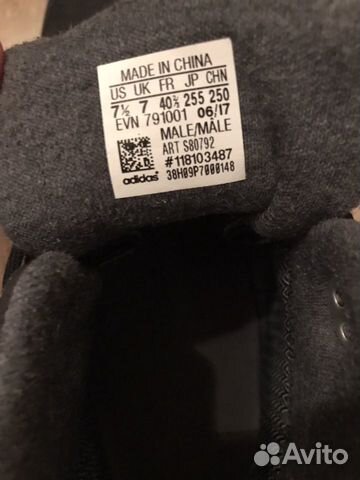 MADE IN CHINA
US UK FR JP CHN
7½ 7 40⅔ 255 250
EVN 791001 06/17
MALE/MÂLE
ART S80792
#118103487
38H09P7000148
adidas
Avito